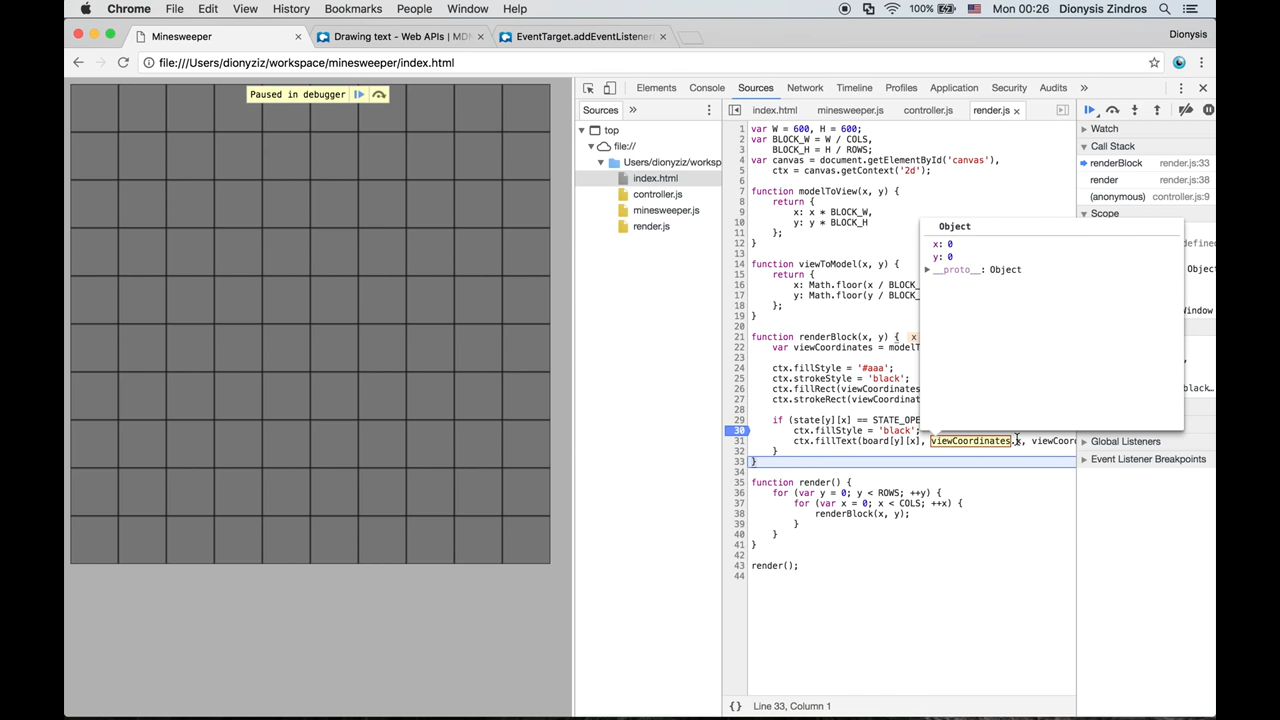 Chrome File Edit View History Bookmarks People Window Help 100% Mon 00:26 Dionysis Zindros
Minesweeper Drawing text - Web APIs | MDN EventTarget.addEventListener( Dionysis
file:///Users/dionyziz/workspace/minesweeper/index.html
Paused in debugger
Elements Console Sources Network Timeline Profiles Application Security Audits »
Sources » index.html minesweeper.js controller.js render.js
top
file://
Users/dionyziz/worksp
index.html
controller.js
minesweeper.js
render.js
1 var W = 600, H = 600;
2 var BLOCK_W = W / COLS,
3 BLOCK_H = H / ROWS;
4 var canvas = document.getElementById('canvas'),
5 ctx = canvas.getContext('2d');
6
7 function modelToView(x, y) {
8 return {
9 x: x * BLOCK_W,
10 y: y * BLOCK_H
11 };
12 }
13
14 function viewToModel(x, y) {
15 return {
16 x: Math.floor(x / BLOCK_
17 y: Math.floor(y / BLOCK_
18 };
19 }
20
21 function renderBlock(x, y) { x
22 var viewCoordinates = modelT
23
24 ctx.fillStyle = '#aaa';
25 ctx.strokeStyle = 'black';
26 ctx.fillRect(viewCoordinates
27 ctx.strokeRect(viewCoordinat
28
29 if (state[y][x] == STATE_OPE
30 ctx.fillStyle = 'black';
31 ctx.fillText(board[y][x], viewCoordinates.x, viewCoor
32 }
33 }
34
35 function render() {
36 for (var y = 0; y < ROWS; ++y) {
37 for (var x = 0; x < COLS; ++x) {
38 renderBlock(x, y);
39 }
40 }
41 }
42
43 render();
44
Object
x: 0
y: 0
__proto__: Object
Watch
Call Stack
renderBlock render.js:33
render render.js:38
(anonymous) controller.js:9
Scope
Global Listeners
Event Listener Breakpoints
{} Line 33, Column 1